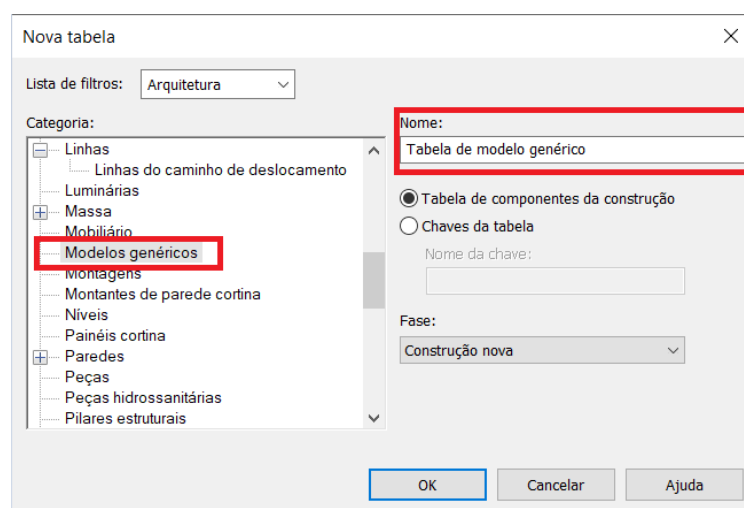 Nova tabela
Lista de filtros: Arquitetura
Categoria:
Linhas
Linhas do caminho de deslocamento
Luminárias
Massa
Mobiliário
Modelos genéricos
Montagens
Montantes de parede cortina
Níveis
Painéis cortina
Paredes
Peças
Peças hidrossanitárias
Pilares estruturais
Nome:
Tabela de modelo genérico
Tabela de componentes da construção
Chaves da tabela
Nome da chave:
Fase:
Construção nova
OK Cancelar Ajuda